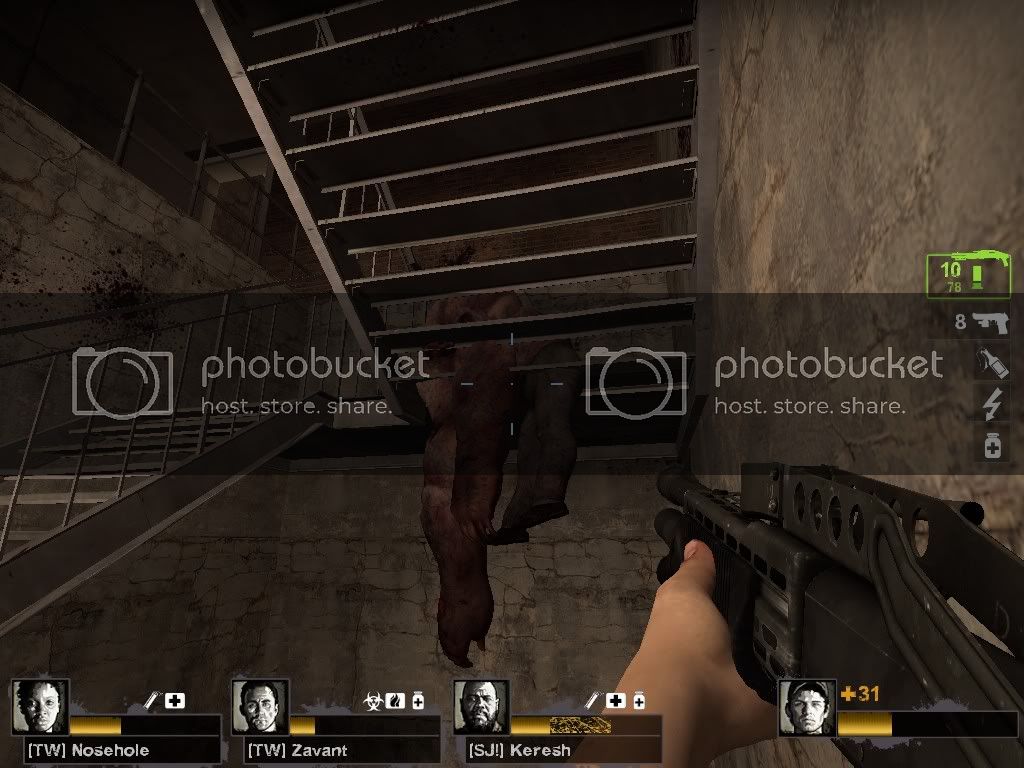 10
78
8
photobucket
host. store. share.
photobucket
host. store. share.
+31
[TW] Nosehole
[TW] Zavant
[SJ!] Keresh